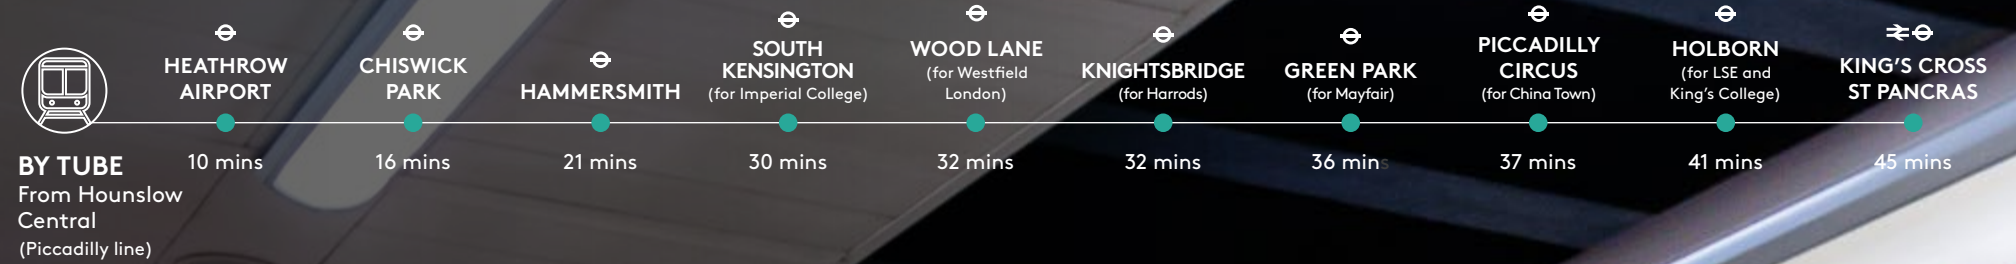 HEATHROW
AIRPORT
10 mins
CHISWICK
PARK
16 mins
HAMMERSMITH
21 mins
SOUTH
KENSINGTON
(for Imperial College)
30 mins
WOOD LANE
(for Westfield
London)
32 mins
KNIGHTSBRIDGE
(for Harrods)
32 mins
GREEN PARK
(for Mayfair)
36 mins
PICCADILLY
CIRCUS
(for China Town)
37 mins
HOLBORN
(for LSE and
King's College)
41 mins
KING'S CROSS
ST PANCRAS
45 mins
BY TUBE
From Hounslow
Central
(Piccadilly line)